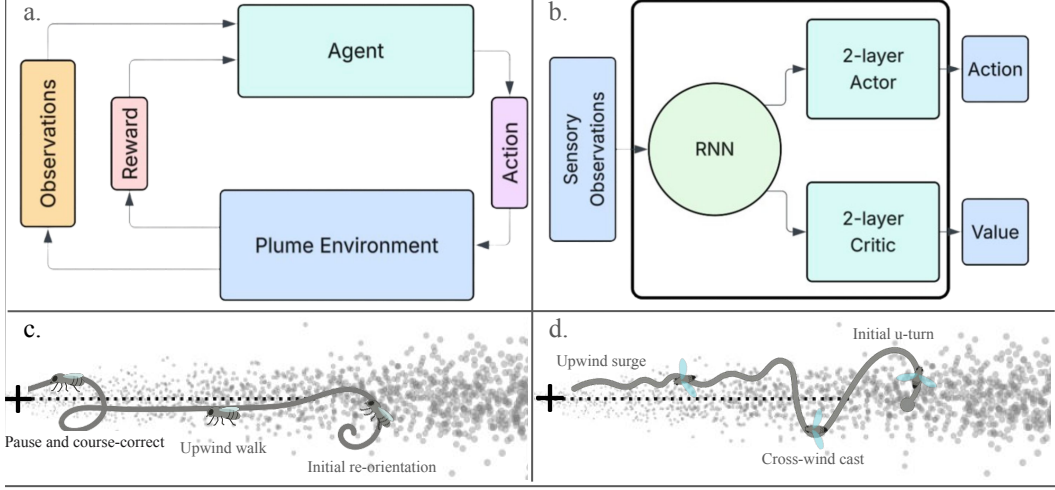 a.
Agent
Observations
Reward
Action
Plume Environment
b.
Sensory
Observations
RNN
2-layer
Actor
2-layer
Critic
Action
Value
c.
Pause and course-correct
Upwind walk
Initial re-orientation
d.
Upwind surge
Initial u-turn
Cross-wind cast